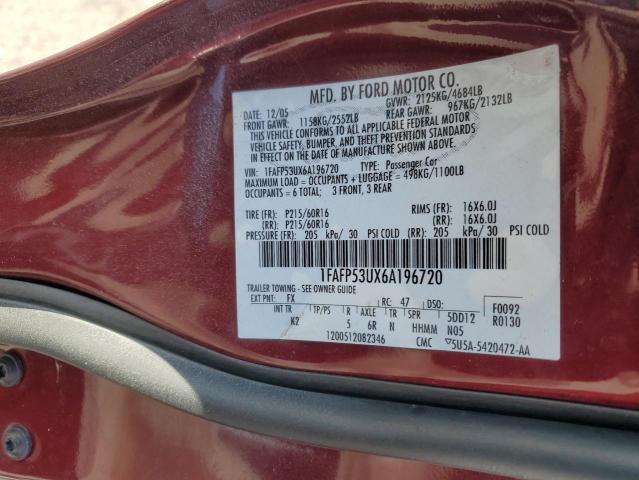 MFD. BY FORD MOTOR CO.
DATE: 12/05 GVWR: 2125KG/4684LB
FRONT GAWR: 1158KG/2552LB REAR GAWR: 967KG/2132LB
THIS VEHICLE CONFORMS TO ALL APPLICABLE FEDERAL MOTOR
VEHICLE SAFETY, BUMPER, AND THEFT PREVENTION STANDARDS
IN EFFECT ON THE DATE OF MANUFACTURE SHOWN ABOVE.
VIN: 1FAFP53UX6A196720 TYPE: Passenger Car
MAXIMUM LOAD = OCCUPANTS + LUGGAGE = 498KG/1100LB
OCCUPANTS = 6 TOTAL; 3 FRONT, 3 REAR
TIRE (FR): P215/60R16 RIMS (FR): 16X6.0J
(RR): P215/60R16 (RR): 16X6.0J
PRESSURE (FR): 205 kPa/ 30 PSI COLD (RR): 205 kPa/ 30 PSI COLD
1FAFP53UX6A196720
TRAILER TOWING - SEE OWNER GUIDE
EXT PNT: FX RC: 47 DSO: F0092
INT TR TP/PS R AXLE TR SPR 5DD12 R0130
K2 5 6R N HHMM N05
1200512082346 CMC 5U5A-5420472-AA